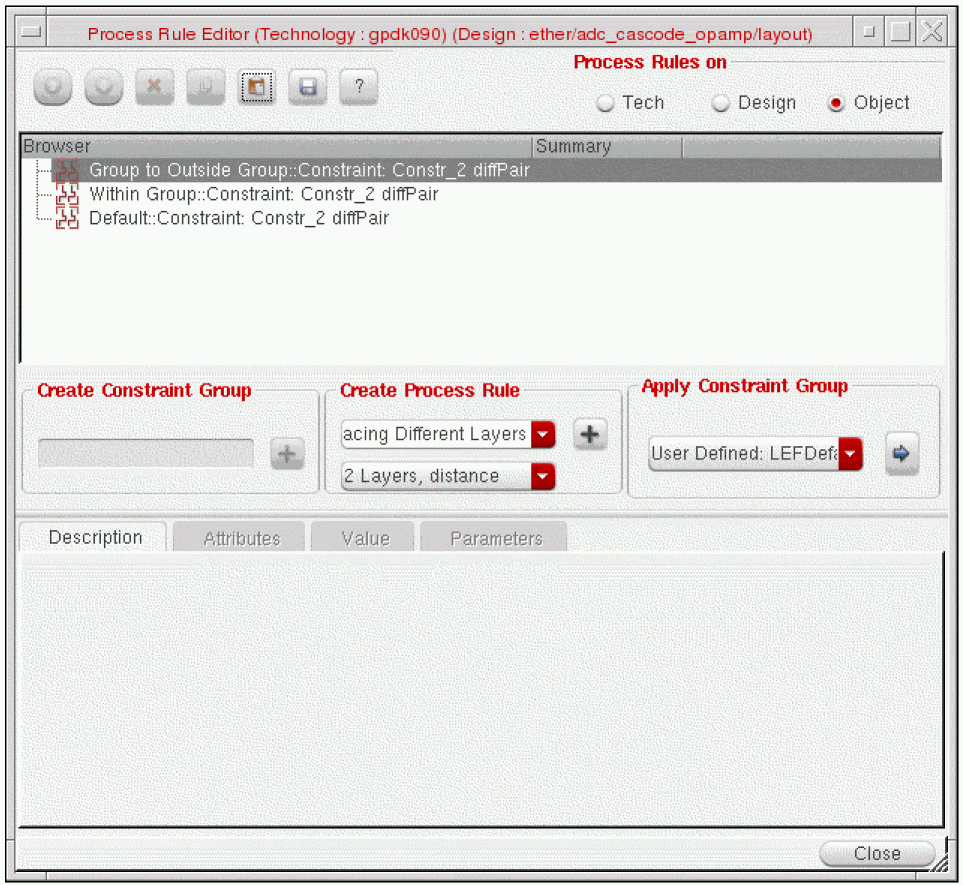 Process Rule Editor (Technology : gpdk090) (Design : ether/adc_cascode_opamp/layout)
Process Rules on
?
Tech Design Object
Browser Summary
Group to Outside Group::Constraint: Constr_2 diffPair
Within Group::Constraint: Constr_2 diffPair
Default::Constraint: Constr_2 diffPair
Create Constraint Group Create Process Rule Apply Constraint Group
acing Different Layers
User Defined: LEFDefa
2 Layers, distance
Description Attributes Value Parameters
Close